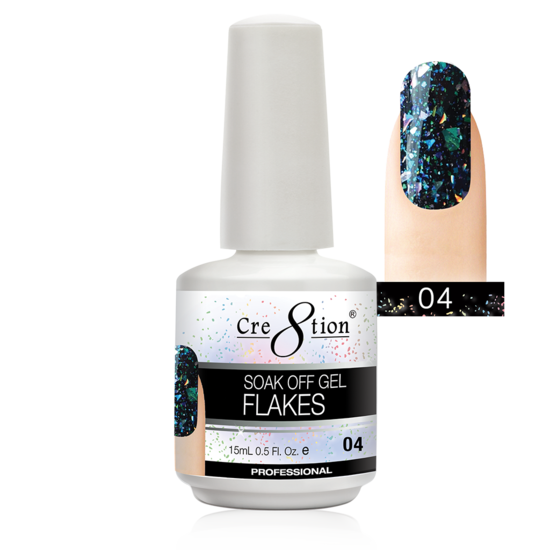 Cre8tion®
SOAK OFF GEL
FLAKES
15mL 0.5 Fl. Oz. e
04
PROFESSIONAL
04